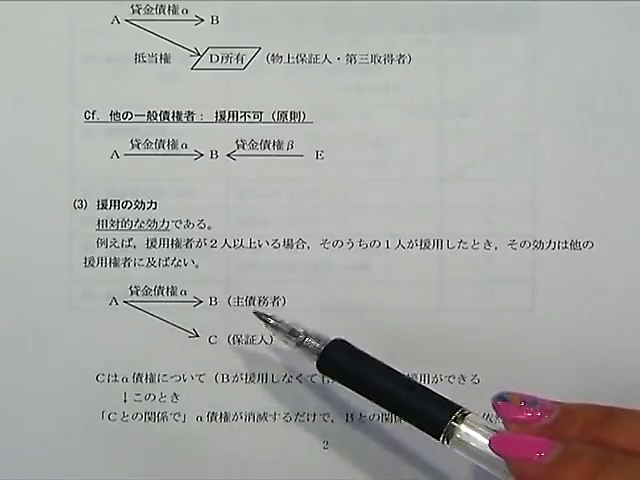 貸金債権α
A B
抵当権 D所有 (物上保証人・第三取得者)
Cf. 他の一般債権者: 援用不可(原則)
貸金債権α 貸金債権β
A B E
(3) 援用の効力
相対的な効力である。
例えば,援用権者が2人以上いる場合,そのうちの1人が援用したとき,その効力は他の
援用権者に及ばない。
貸金債権α
A B (主債務者)
C (保証人)
Cはα債権について(Bが援用しなくても 援用ができる
↓このとき
「Cとの関係で」α債権が消滅するだけで,Bとの関係
2